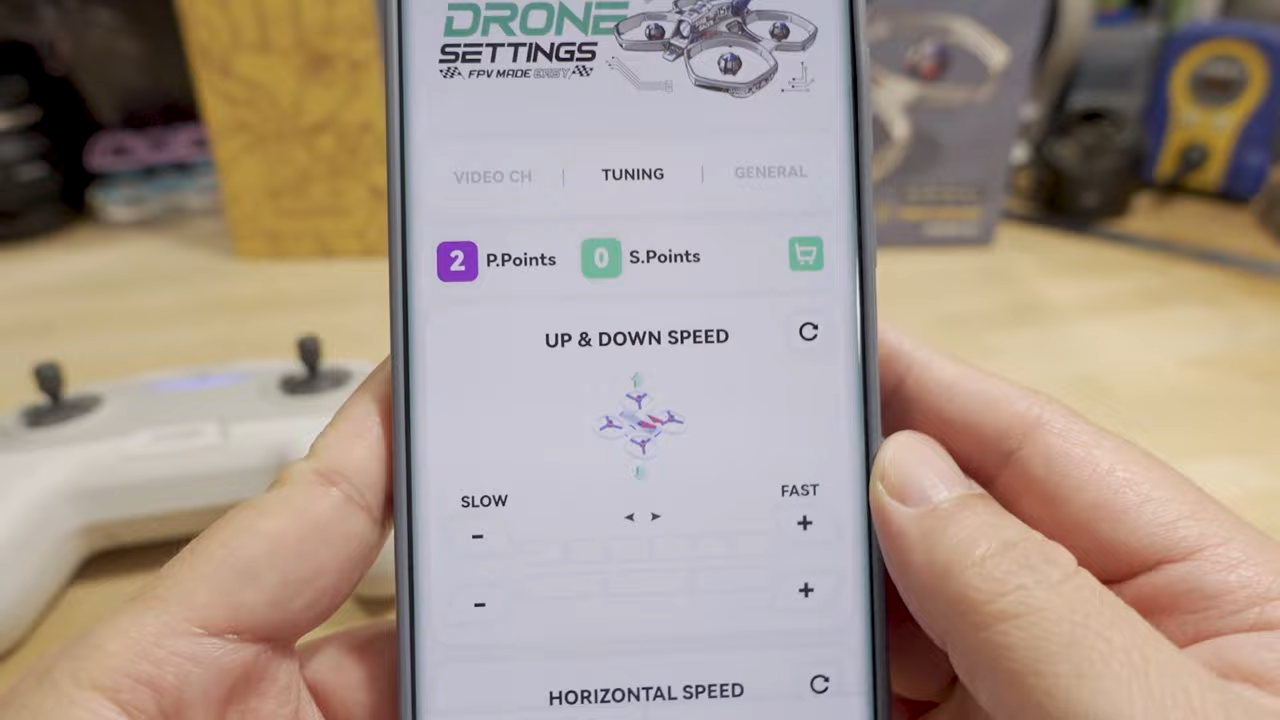 DRONE
SETTINGS
FPV MADE EASY
VIDEO CH | TUNING | GENERAL
2 P.Points 0 S.Points
UP & DOWN SPEED
SLOW FAST
- +
- +
HORIZONTAL SPEED